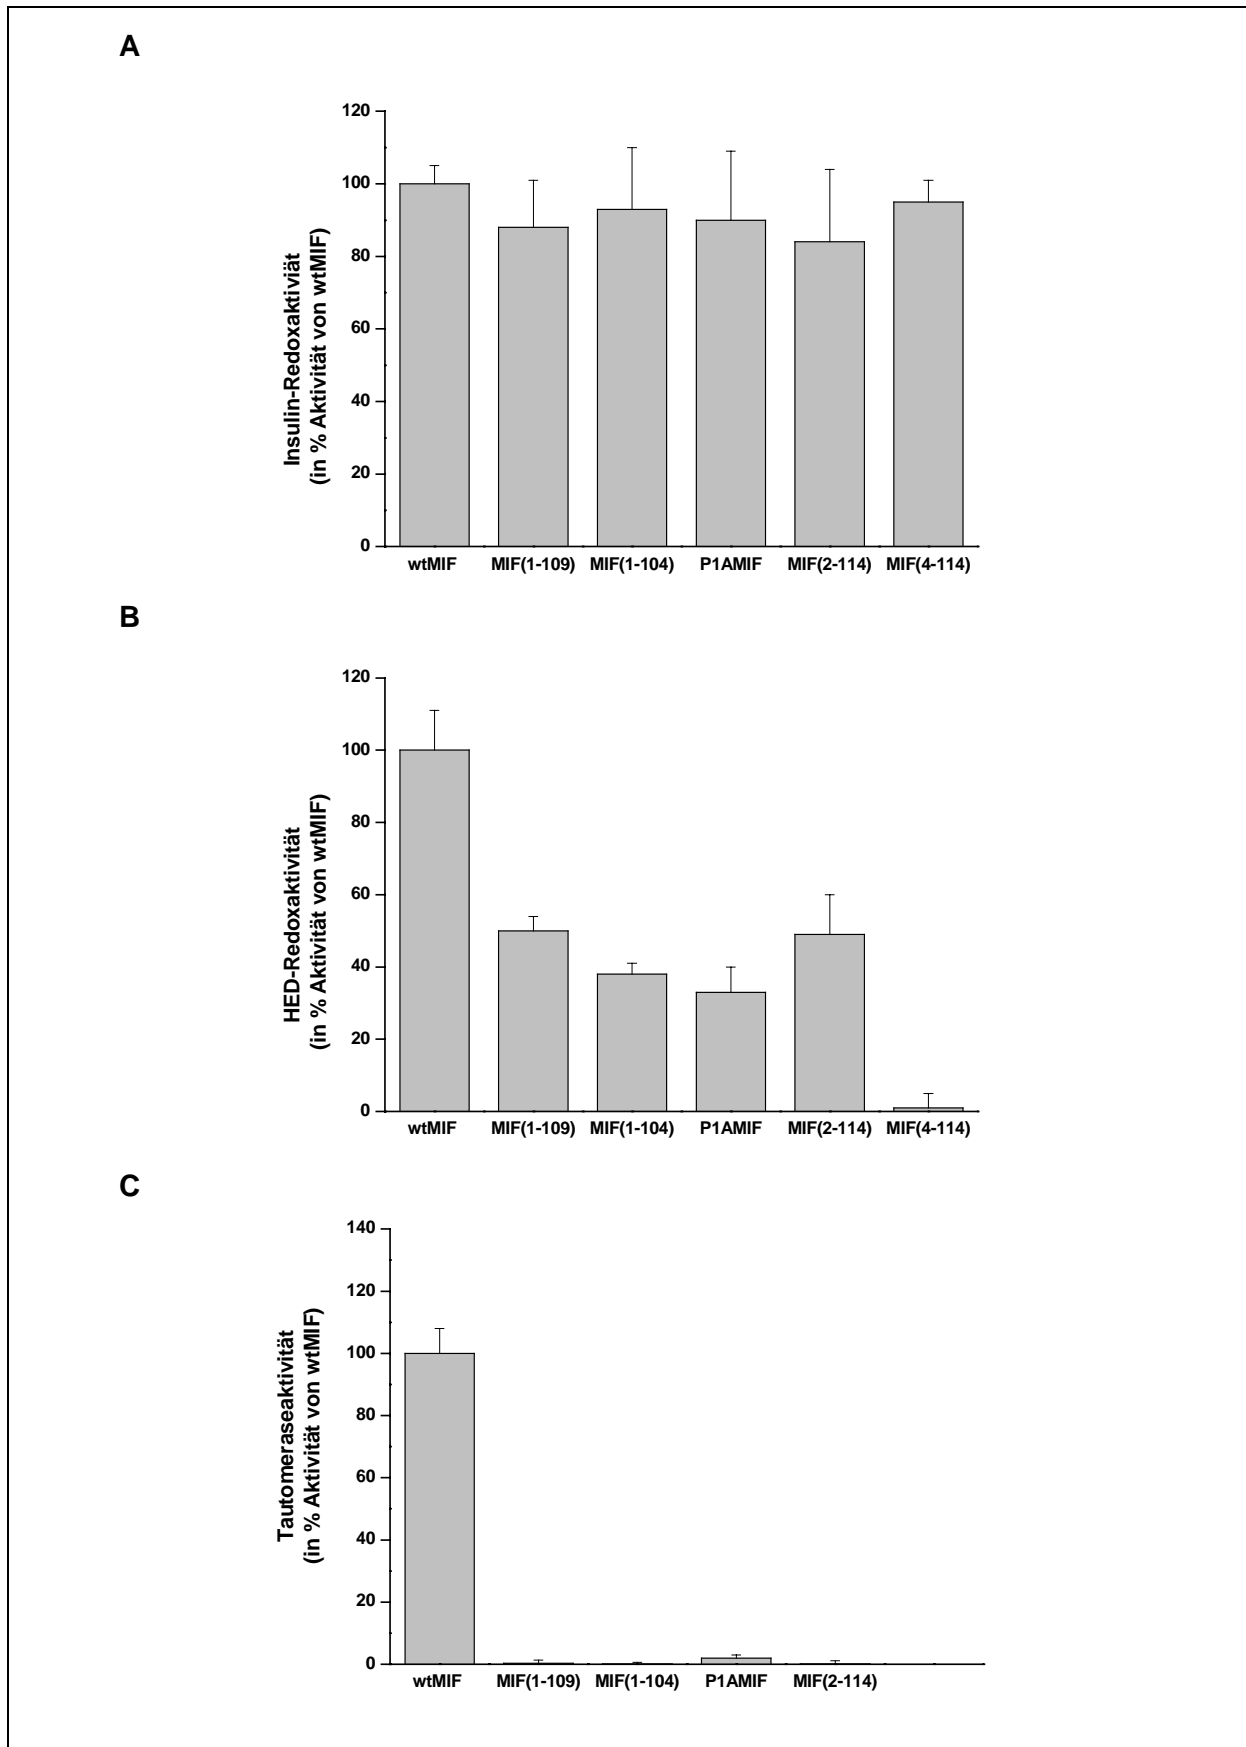 A
120
100
80
60
40
20
0
Insulin-Redoxaktiviät
(in % Aktivität von wtMIF)
wtMIF MIF(1-109) MIF(1-104) P1AMIF MIF(2-114) MIF(4-114)
B
120
100
80
60
40
20
0
HED-Redoxaktivität
(in % Aktivität von wtMIF)
wtMIF MIF(1-109) MIF(1-104) P1AMIF MIF(2-114) MIF(4-114)
C
140
120
100
80
60
40
20
0
Tautomeraseaktivität
(in % Aktivität von wtMIF)
wtMIF MIF(1-109) MIF(1-104) P1AMIF MIF(2-114)